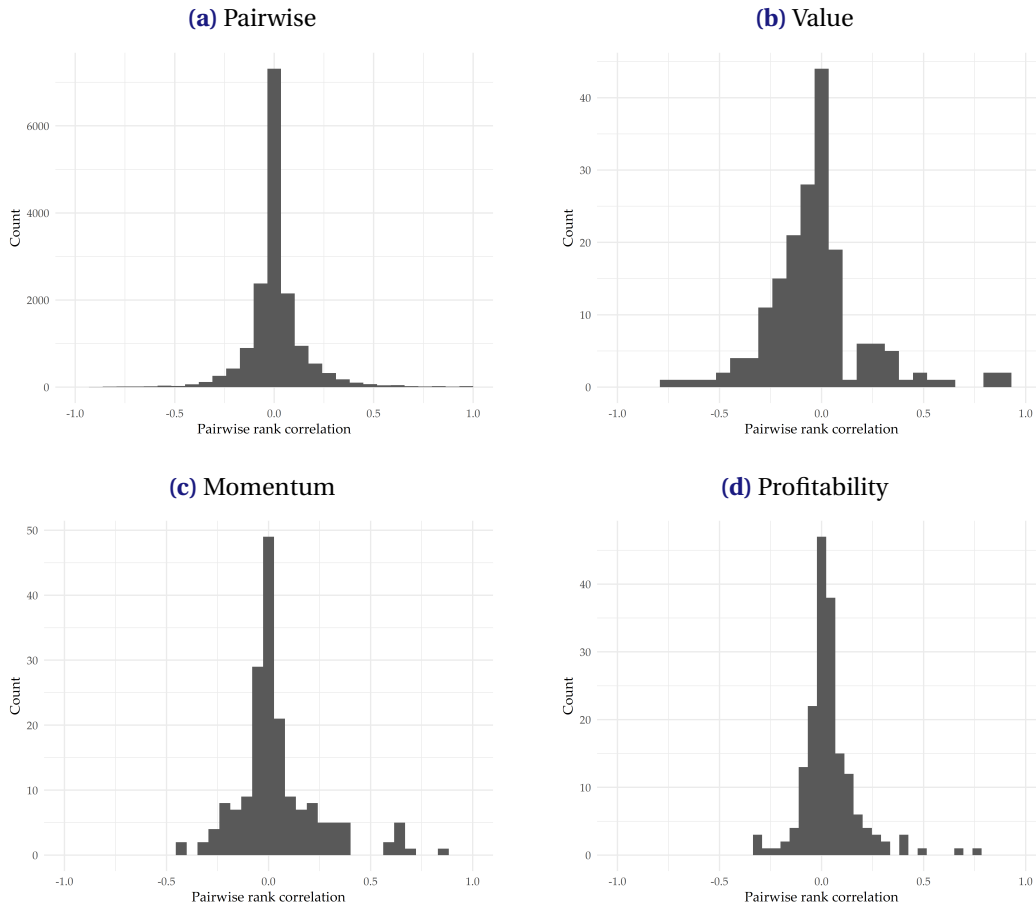 (a) Pairwise
6000
4000
2000
0
Count
-1.0 -0.5 0.0 0.5 1.0
Pairwise rank correlation
(b) Value
40
30
20
10
0
Count
-1.0 -0.5 0.0 0.5 1.0
Pairwise rank correlation
(c) Momentum
50
40
30
20
10
0
Count
-1.0 -0.5 0.0 0.5 1.0
Pairwise rank correlation
(d) Profitability
40
30
20
10
0
Count
-1.0 -0.5 0.0 0.5 1.0
Pairwise rank correlation